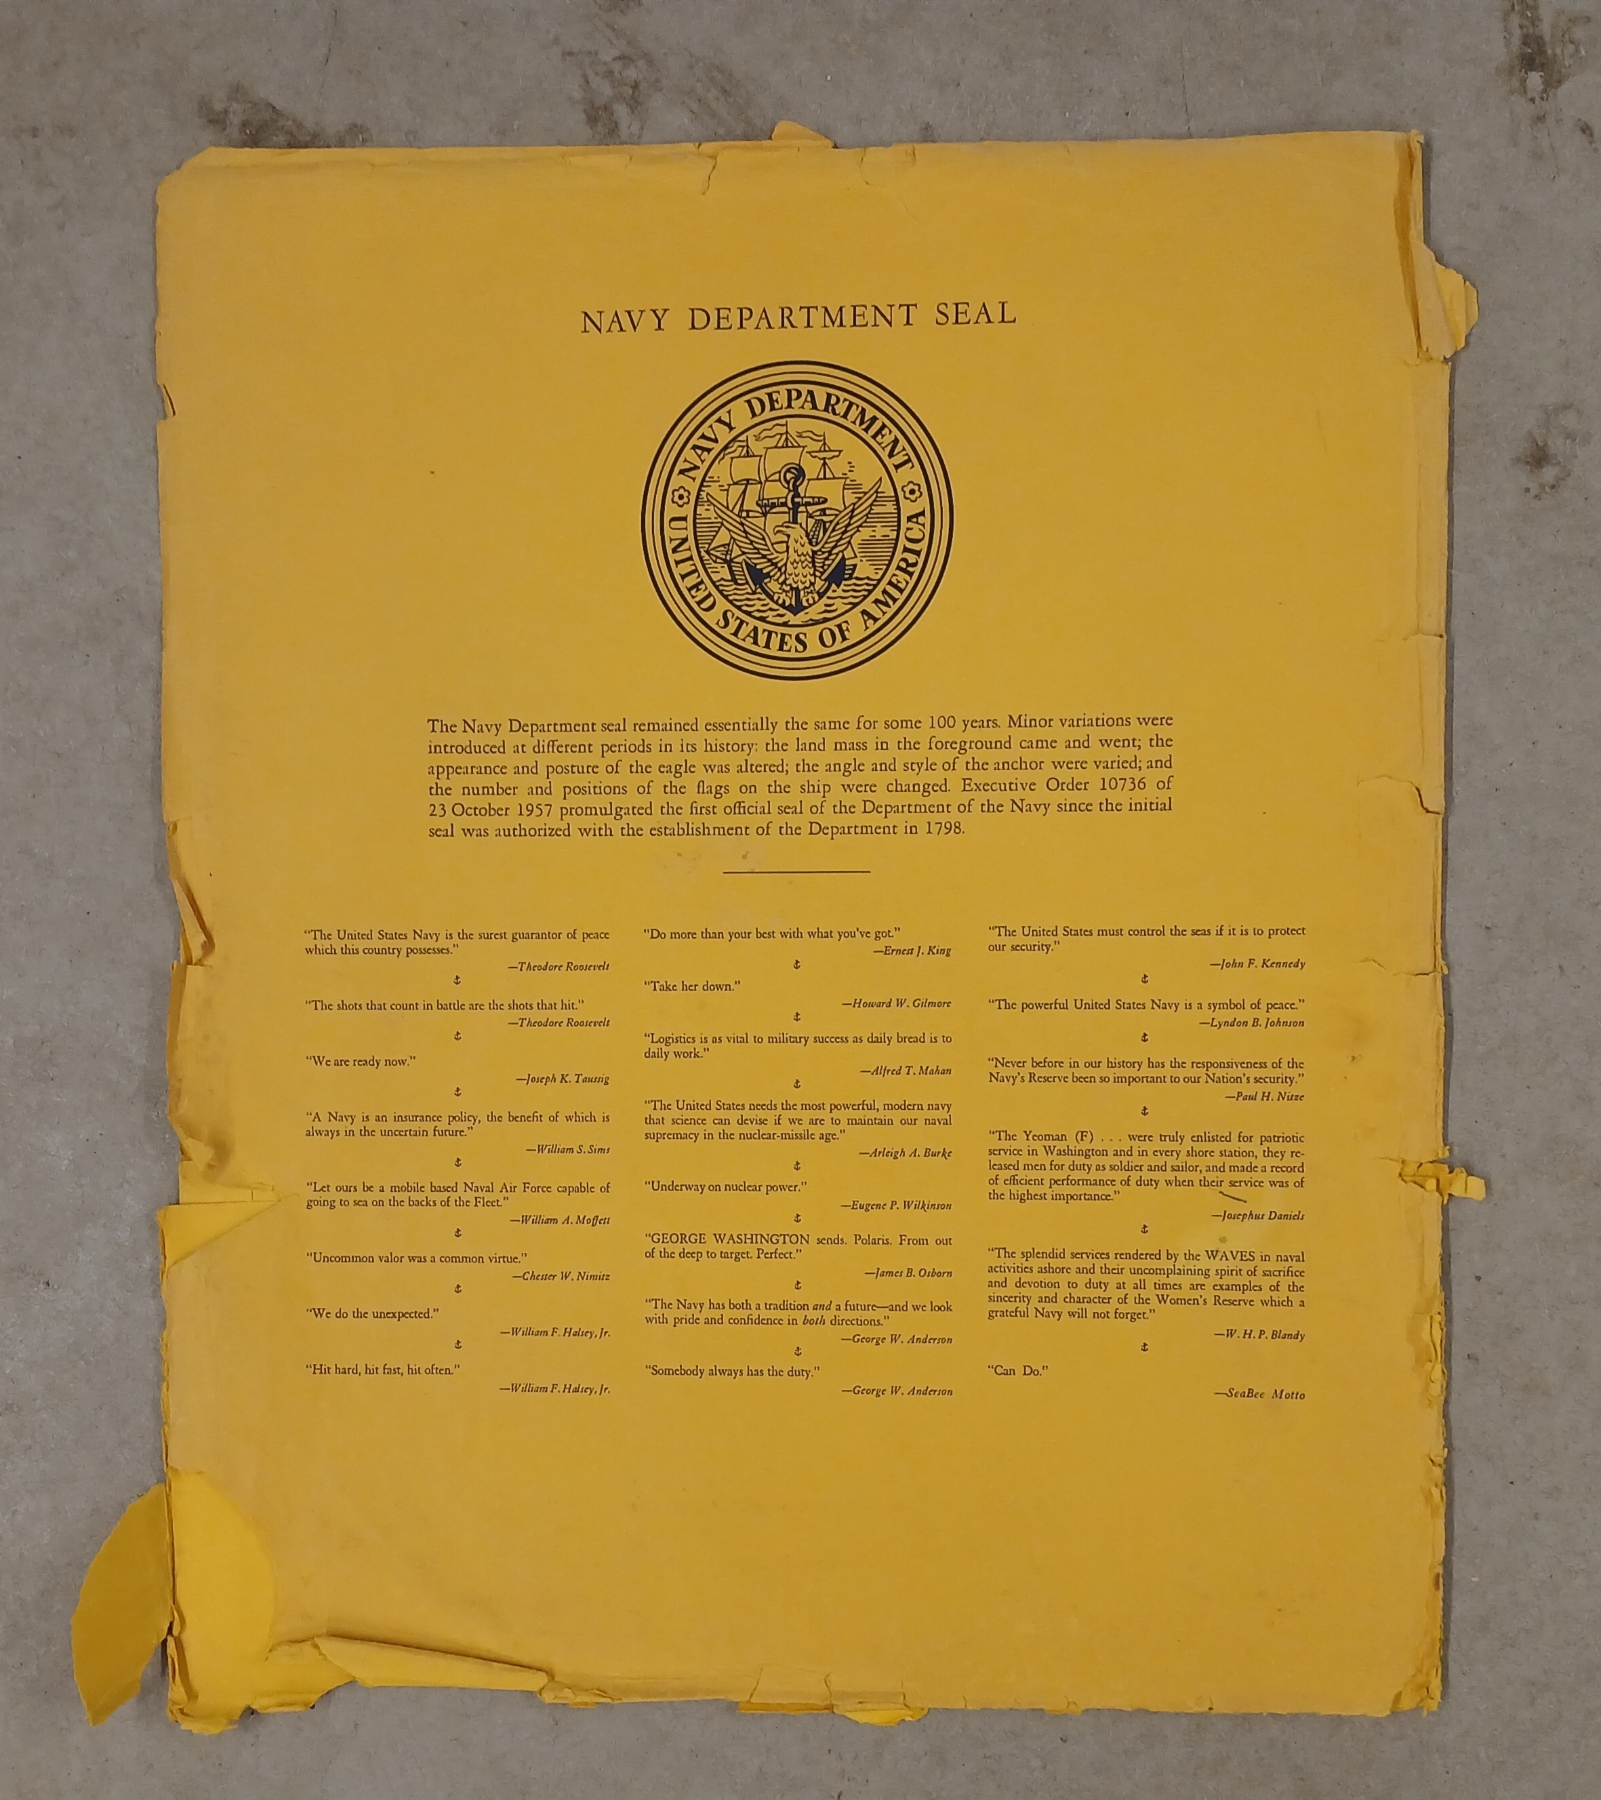 NAVY DEPARTMENT SEAL
NAVY DEPARTMENT
UNITED STATES OF AMERICA
The Navy Department seal remained essentially the same for some 100 years. Minor variations were
introduced at different periods in its history: the land mass in the foreground came and went; the
appearance and posture of the eagle was altered; the angle and style of the anchor were varied; and
the number and positions of the flags on the ship were changed. Executive Order 10736 of
23 October 1957 promulgated the first official seal of the Department of the Navy since the initial
seal was authorized with the establishment of the Department in 1798.
"The United States Navy is the surest guarantor of peace
which this country possesses."
—Theodore Roosevelt
"The shots that count in battle are the shots that hit."
—Theodore Roosevelt
"We are ready now."
—Joseph K. Taussig
"A Navy is an insurance policy, the benefit of which is
always in the uncertain future."
—William S. Sims
"Let ours be a mobile based Naval Air Force capable of
going to sea on the backs of the Fleet."
—William A. Moffett
"Uncommon valor was a common virtue."
—Chester W. Nimitz
"We do the unexpected."
—William F. Halsey, Jr.
"Hit hard, hit fast, hit often."
—William F. Halsey, Jr.
"Do more than your best with what you've got."
—Ernest J. King
"Take her down."
—Howard W. Gilmore
"Logistics is as vital to military success as daily bread is to
daily work."
—Alfred T. Mahan
"The United States needs the most powerful, modern navy
that science can devise if we are to maintain our naval
supremacy in the nuclear-missile age."
—Arleigh A. Burke
"Underway on nuclear power."
—Eugene P. Wilkinson
"GEORGE WASHINGTON sends. Polaris. From out
of the deep to target. Perfect."
—James B. Osborn
"The Navy has both a tradition and a future—and we look
with pride and confidence in both directions."
—George W. Anderson
"Somebody always has the duty."
—George W. Anderson
"The United States must control the seas if it is to protect
our security."
—John F. Kennedy
"The powerful United States Navy is a symbol of peace."
—Lyndon B. Johnson
"Never before in our history has the responsiveness of the
Navy's Reserve been so important to our Nation's security."
—Paul H. Nitze
"The Yeoman (F) . . . were truly enlisted for patriotic
service in Washington and in every shore station, they re-
leased men for duty as soldier and sailor, and made a record
of efficient performance of duty when their service was of
the highest importance."
—Josephus Daniels
"The splendid services rendered by the WAVES in naval
activities ashore and their uncomplaining spirit of sacrifice
and devotion to duty at all times are examples of the
sincerity and character of the Women's Reserve which a
grateful Navy will not forget."
—W. H. P. Blandy
"Can Do."
—SeaBee Motto